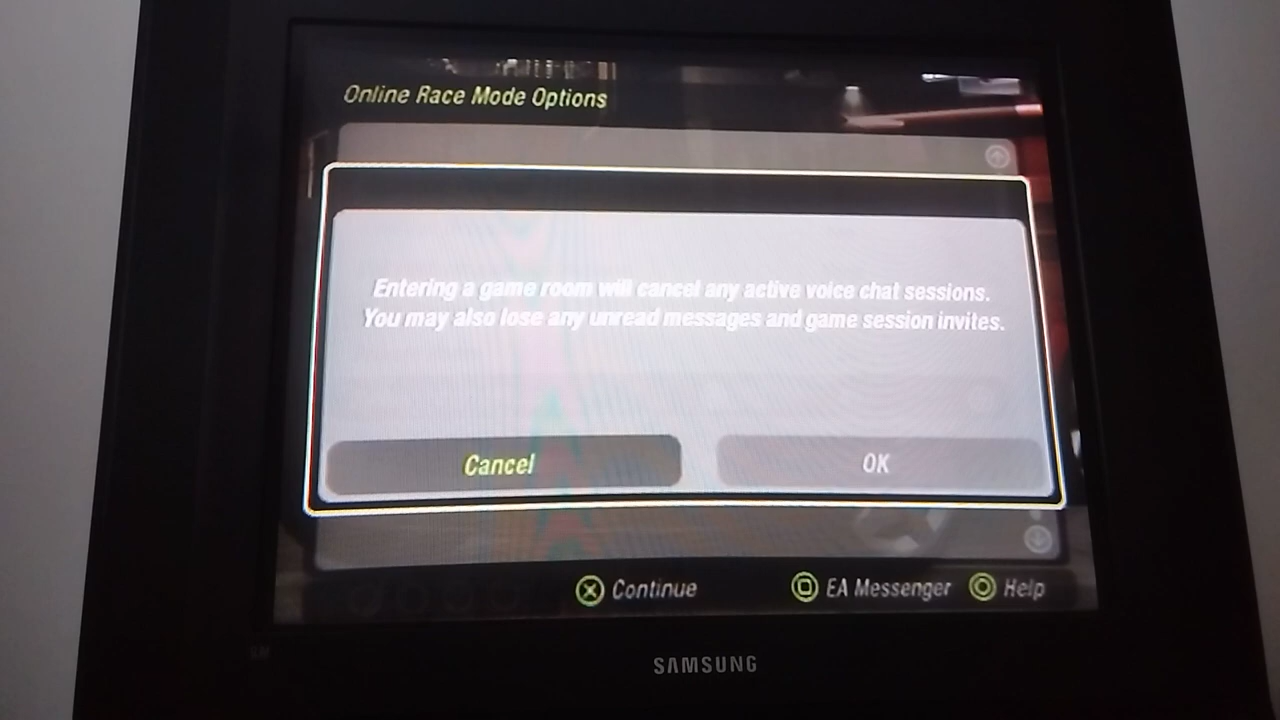 Online Race Mode Options
Entering a game room will cancel any active voice chat sessions.
You may also lose any unread messages and game session invites.
Cancel
OK
Continue
EA Messenger
Help
SAMSUNG